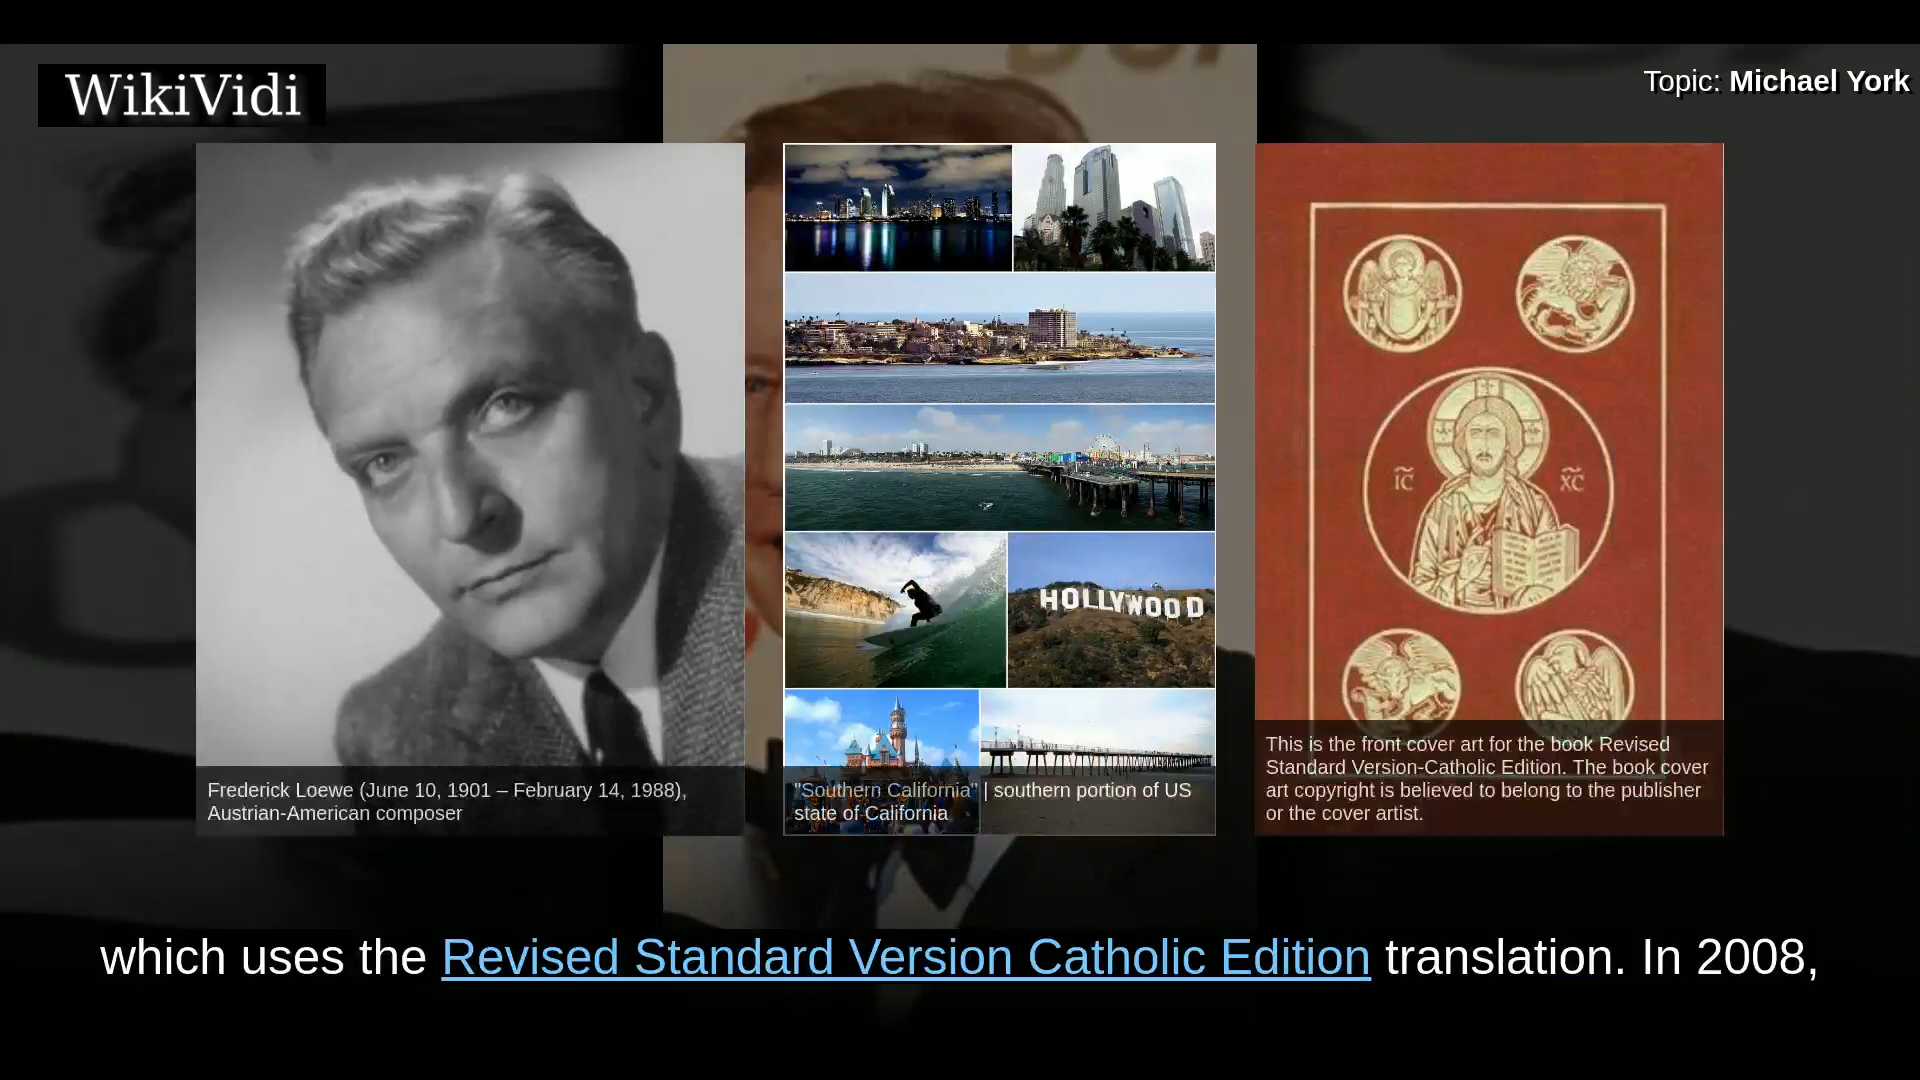 WikiVidi
Topic: Michael York
HOLLYWOOD
IC
XC
Frederick Loewe (June 10, 1901 – February 14, 1988),
Austrian-American composer
"Southern California" | southern portion of US
state of California
This is the front cover art for the book Revised
Standard Version-Catholic Edition. The book cover
art copyright is believed to belong to the publisher
or the cover artist.
which uses the Revised Standard Version Catholic Edition translation. In 2008,